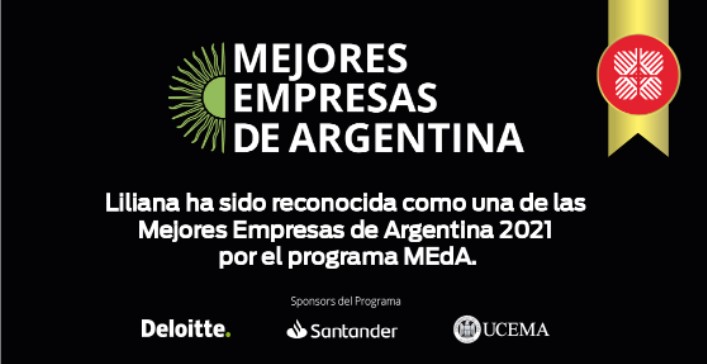 MEJORES
EMPRESAS
DE ARGENTINA
Liliana ha sido reconocida como una de las
Mejores Empresas de Argentina 2021
por el programa MEdA.
Sponsors del Programa
Deloitte.
Santander
UCEMA